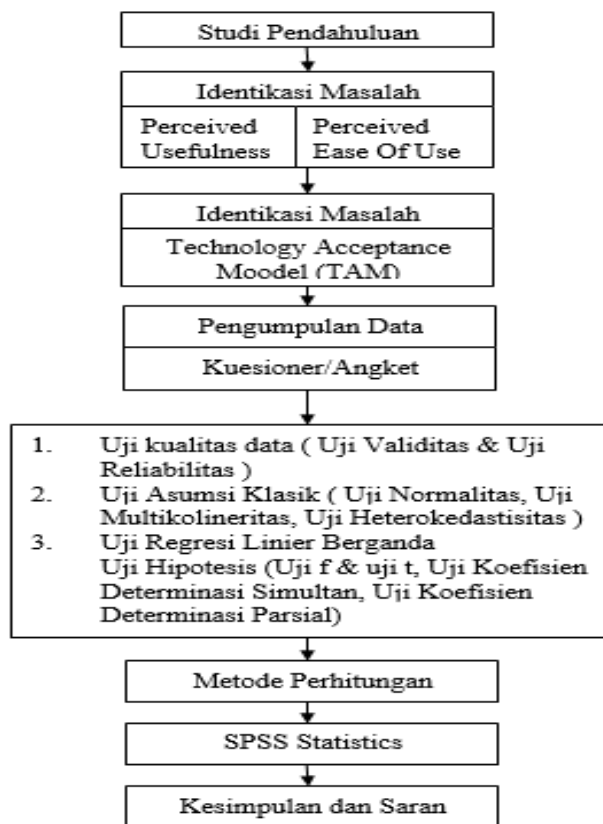 Studi Pendahuluan
Identikasi Masalah
Perceived Usefulness
Perceived Ease Of Use
Identikasi Masalah
Technology Acceptance
Moodel (TAM)
Pengumpulan Data
Kuesioner/Angket
1. Uji kualitas data ( Uji Validitas & Uji
Reliabilitas )
2. Uji Asumsi Klasik ( Uji Normalitas, Uji
Multikolineritas, Uji Heterokedastisitas )
3. Uji Regresi Linier Berganda
Uji Hipotesis (Uji f & uji t, Uji Koefisien
Determinasi Simultan, Uji Koefisien
Determinasi Parsial)
Metode Perhitungan
SPSS Statistics
Kesimpulan dan Saran